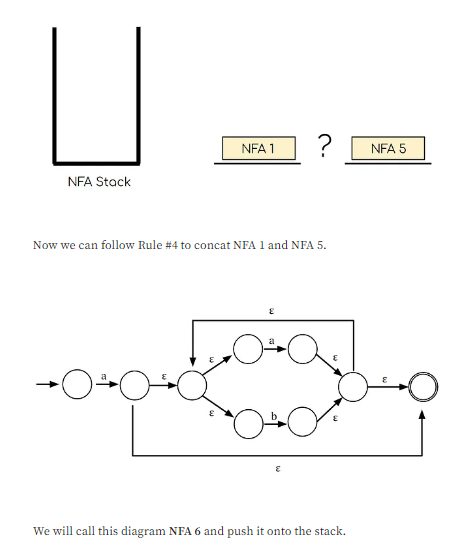 NFA 1
?
NFA 5
NFA Stack
Now we can follow Rule #4 to concat NFA 1 and NFA 5.
ε
a
ε
ε
a
ε
ε
ε
b
ε
ε
We will call this diagram NFA 6 and push it onto the stack.